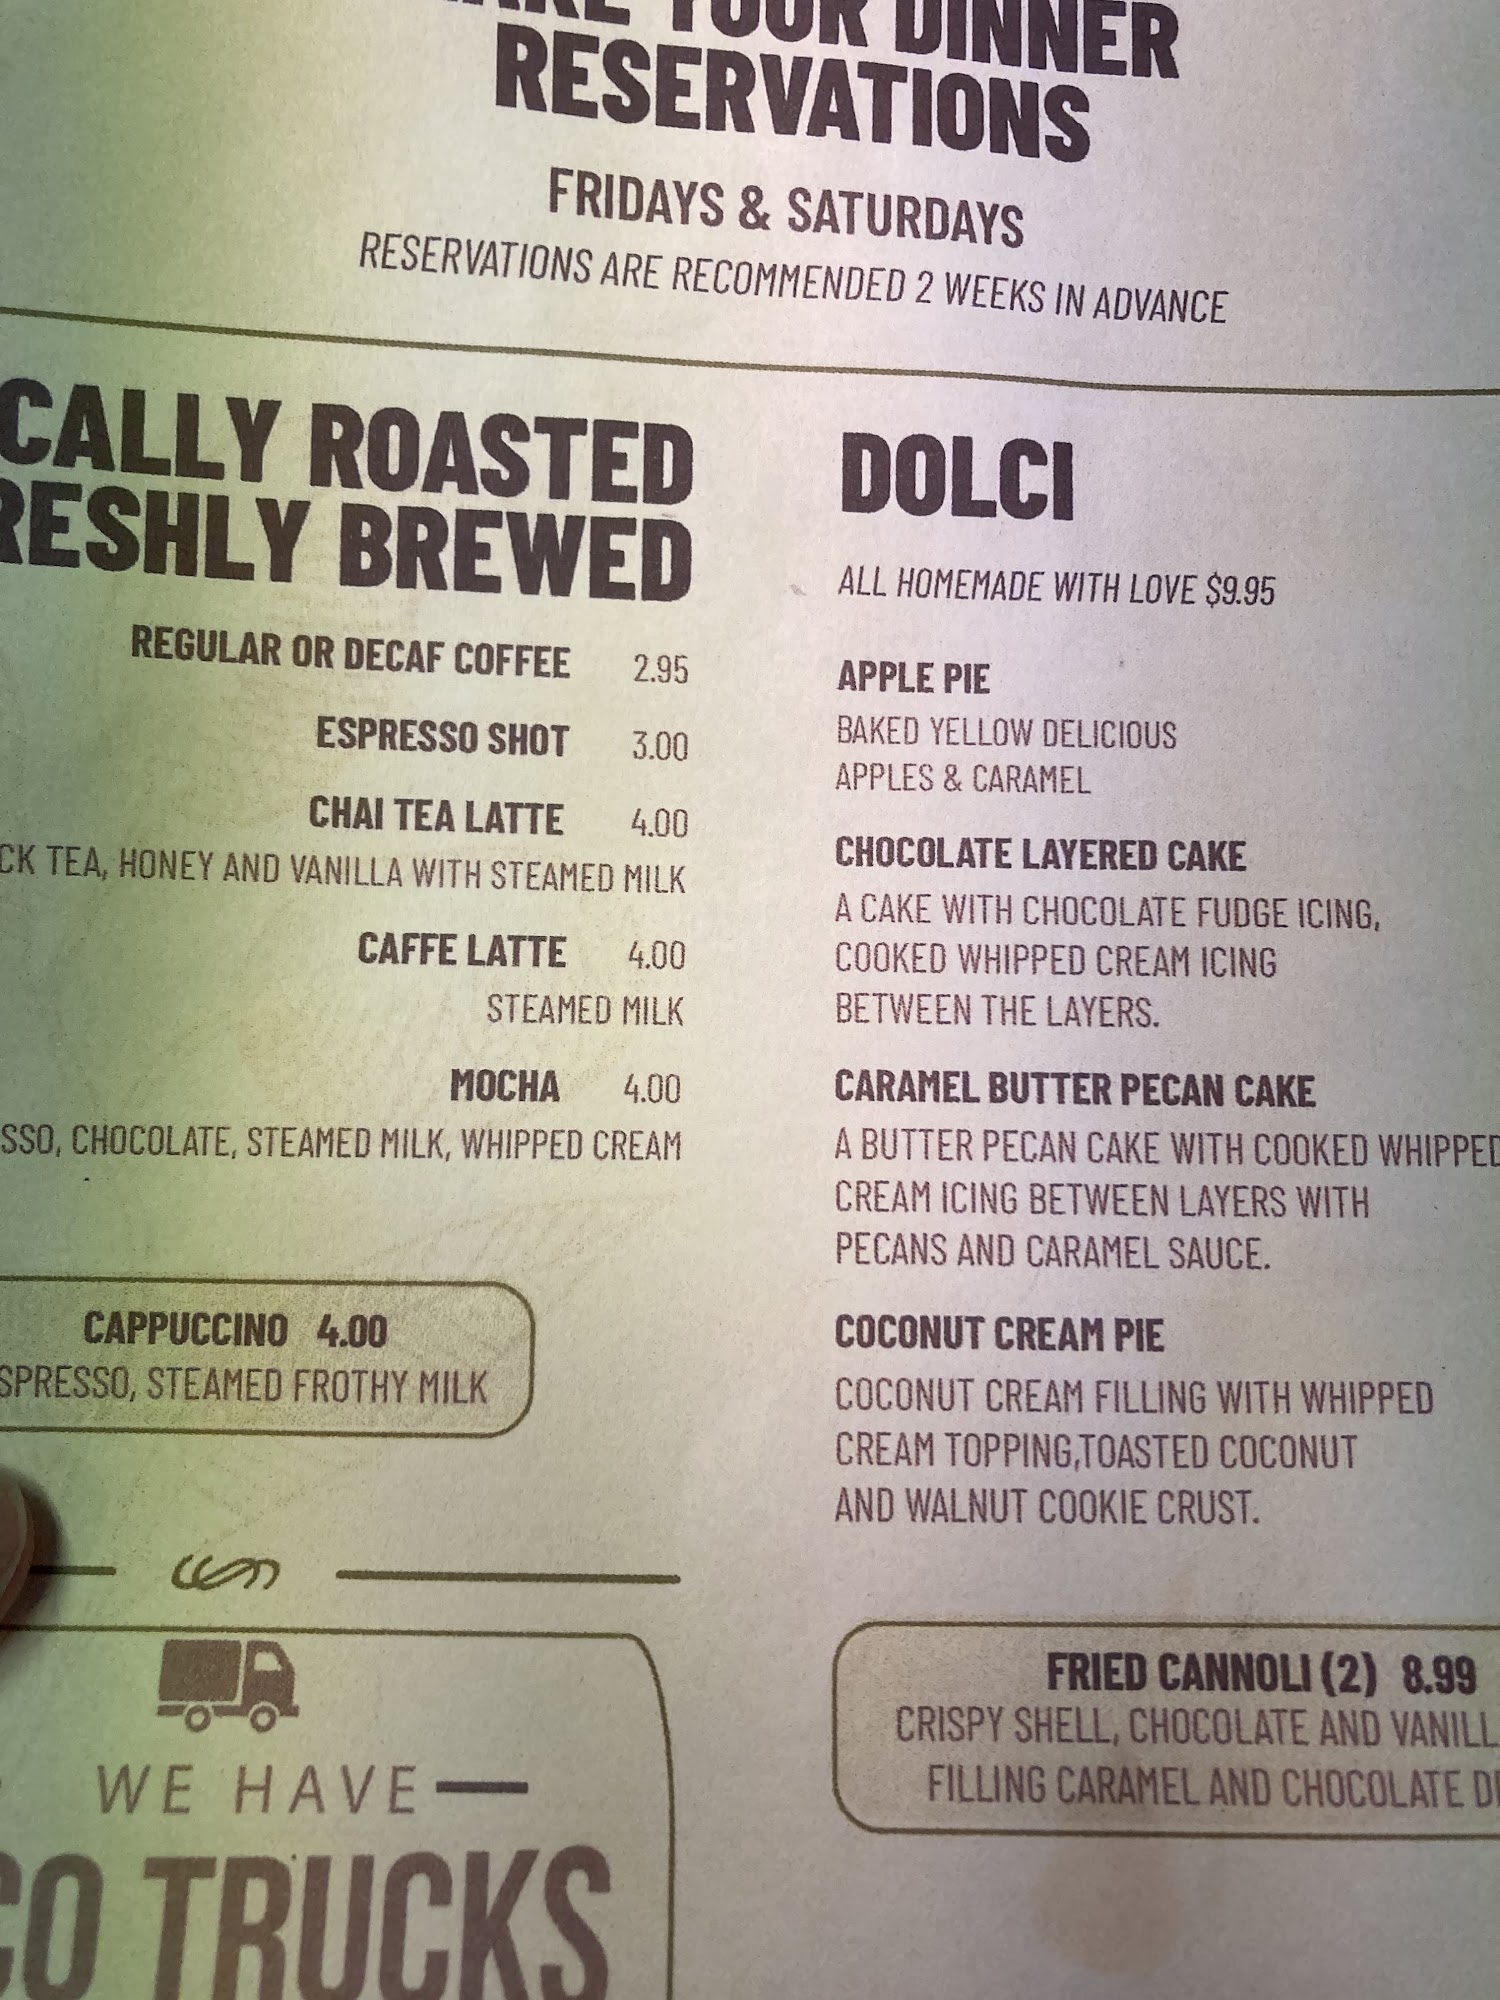 YOUR DINNER
RESERVATIONS
FRIDAYS & SATURDAYS
RESERVATIONS ARE RECOMMENDED 2 WEEKS IN ADVANCE
CALLY ROASTED
RESHLY BREWED
REGULAR OR DECAF COFFEE 2.95
ESPRESSO SHOT 3.00
CHAI TEA LATTE 4.00
CK TEA, HONEY AND VANILLA WITH STEAMED MILK
CAFFE LATTE 4.00
STEAMED MILK
MOCHA 4.00
SSO, CHOCOLATE, STEAMED MILK, WHIPPED CREAM
CAPPUCCINO 4.00
SPRESSO, STEAMED FROTHY MILK
WE HAVE
CO TRUCKS
DOLCI
ALL HOMEMADE WITH LOVE $9.95
APPLE PIE
BAKED YELLOW DELICIOUS
APPLES & CARAMEL
CHOCOLATE LAYERED CAKE
A CAKE WITH CHOCOLATE FUDGE ICING,
COOKED WHIPPED CREAM ICING
BETWEEN THE LAYERS.
CARAMEL BUTTER PECAN CAKE
A BUTTER PECAN CAKE WITH COOKED WHIPPED
CREAM ICING BETWEEN LAYERS WITH
PECANS AND CARAMEL SAUCE.
COCONUT CREAM PIE
COCONUT CREAM FILLING WITH WHIPPED
CREAM TOPPING,TOASTED COCONUT
AND WALNUT COOKIE CRUST.
FRIED CANNOLI (2) 8.99
CRISPY SHELL, CHOCOLATE AND VANILL
FILLING CARAMEL AND CHOCOLATE